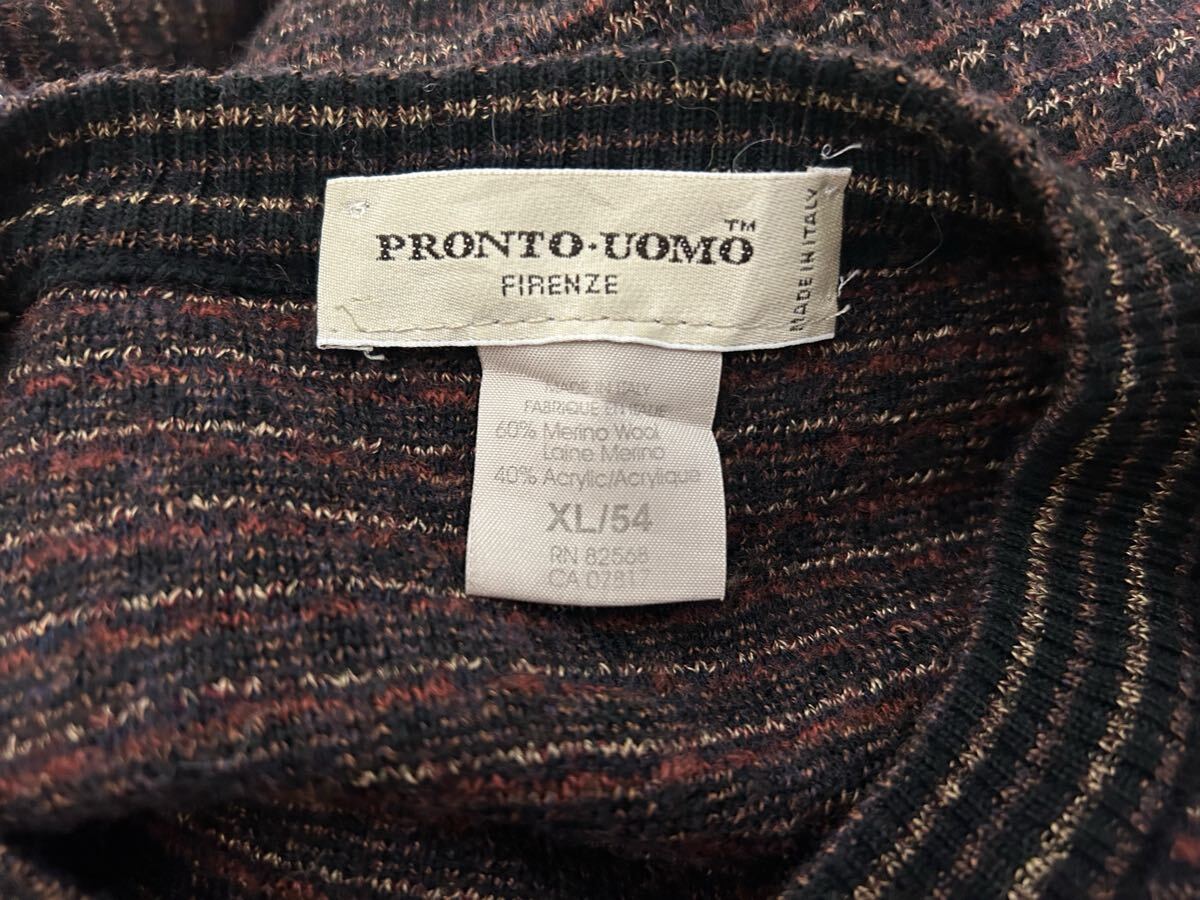 PRONTO·UOMO™
FIRENZE
MADE IN ITALY
MADE IN ITALY
FABRIQUE EN ITALIE
60% Merino Wool
Laine Merino
40% Acrylic/Acrylique
XL/54
RN 82568
CA 07817